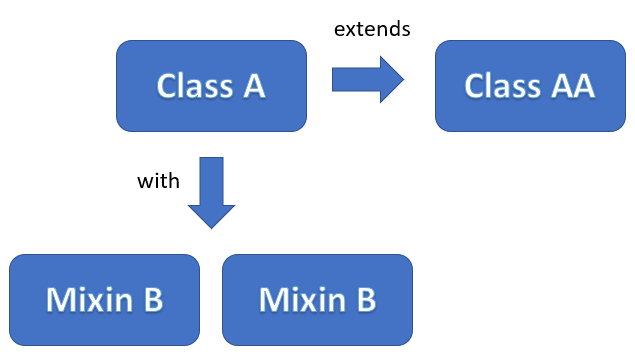 extends
Class A
Class AA
with
Mixin B
Mixin B